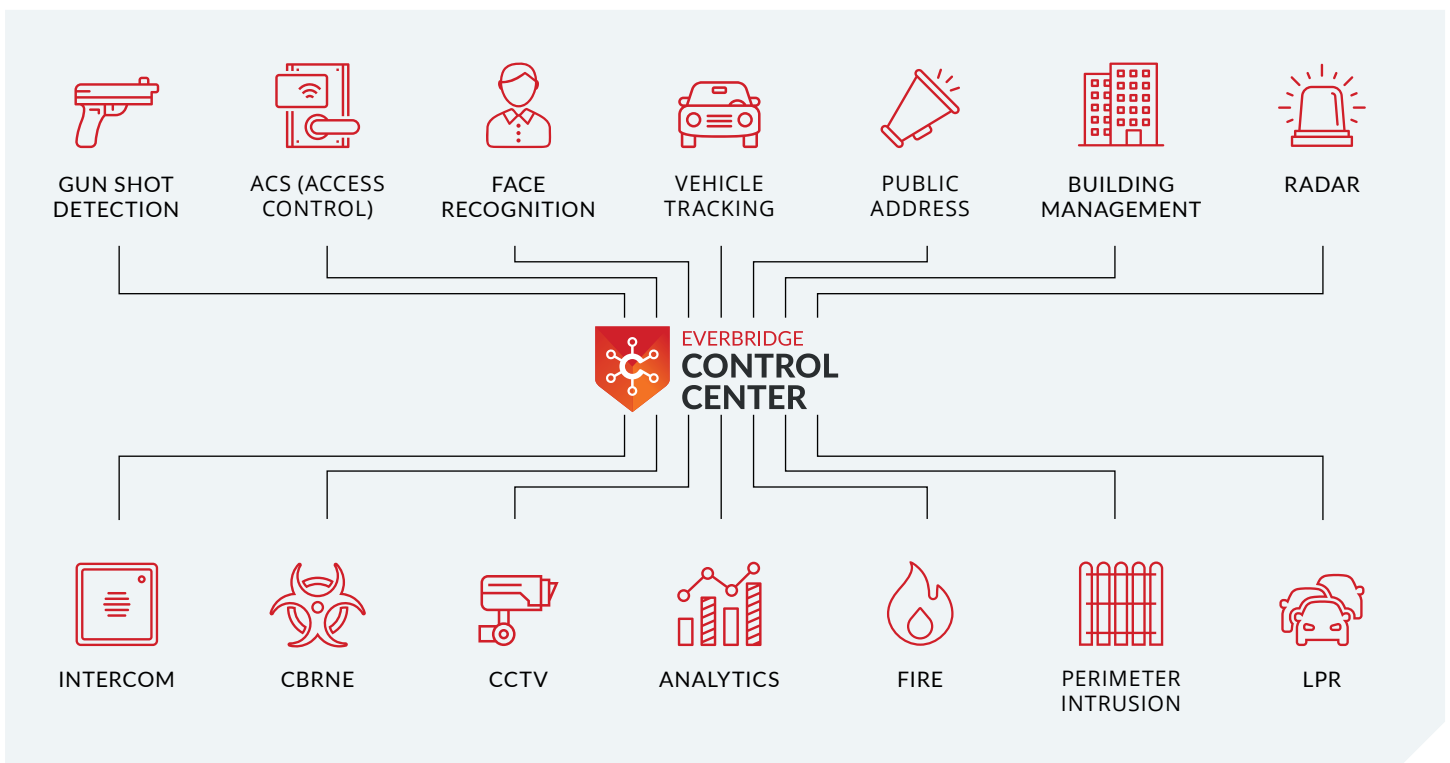 GUN SHOT
DETECTION
ACS (ACCESS
CONTROL)
FACE
RECOGNITION
VEHICLE
TRACKING
PUBLIC
ADDRESS
BUILDING
MANAGEMENT
RADAR
EVERBRIDGE
CONTROL
CENTER
INTERCOM
CBRNE
CCTV
ANALYTICS
FIRE
PERIMETER
INTRUSION
LPR